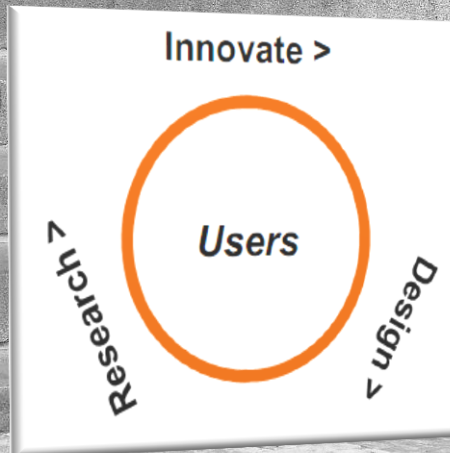 Innovate >
Users
Research >
Design >